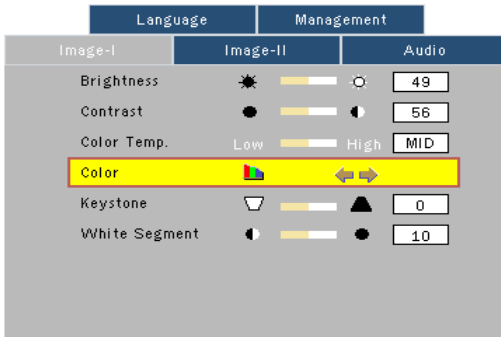 Language Management
Image-I Image-II Audio
Brightness 49
Contrast 56
Color Temp. Low High MID
Color
Keystone 0
White Segment 10